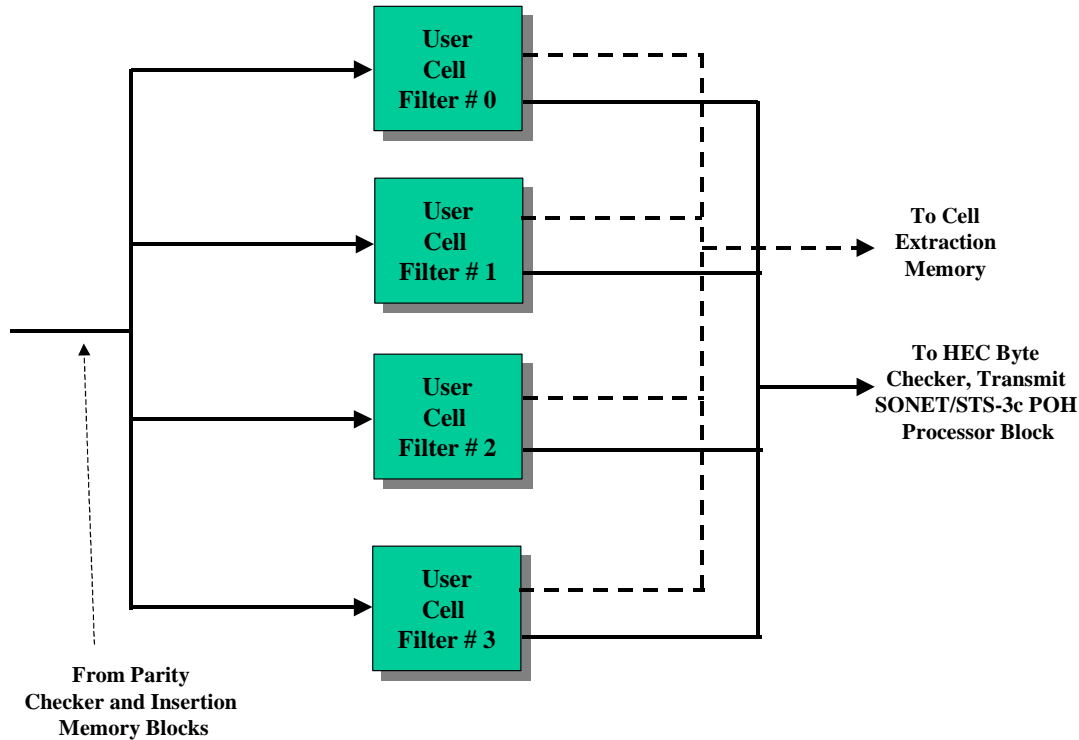 User
Cell
Filter # 0
User
Cell
Filter # 1
To Cell
Extraction
Memory
To HEC Byte
Checker, Transmit
SONET/STS-3c POH
Processor Block
User
Cell
Filter # 2
User
Cell
Filter # 3
From Parity
Checker and Insertion
Memory Blocks